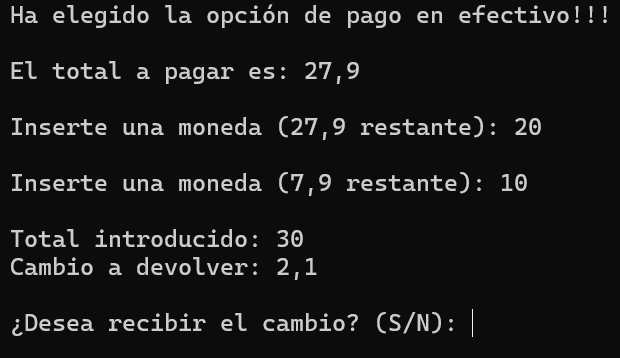 Ha elegido la opción de pago en efectivo!!!
El total a pagar es: 27,9
Inserte una moneda (27,9 restante): 20
Inserte una moneda (7,9 restante): 10
Total introducido: 30
Cambio a devolver: 2,1
¿Desea recibir el cambio? (S/N):